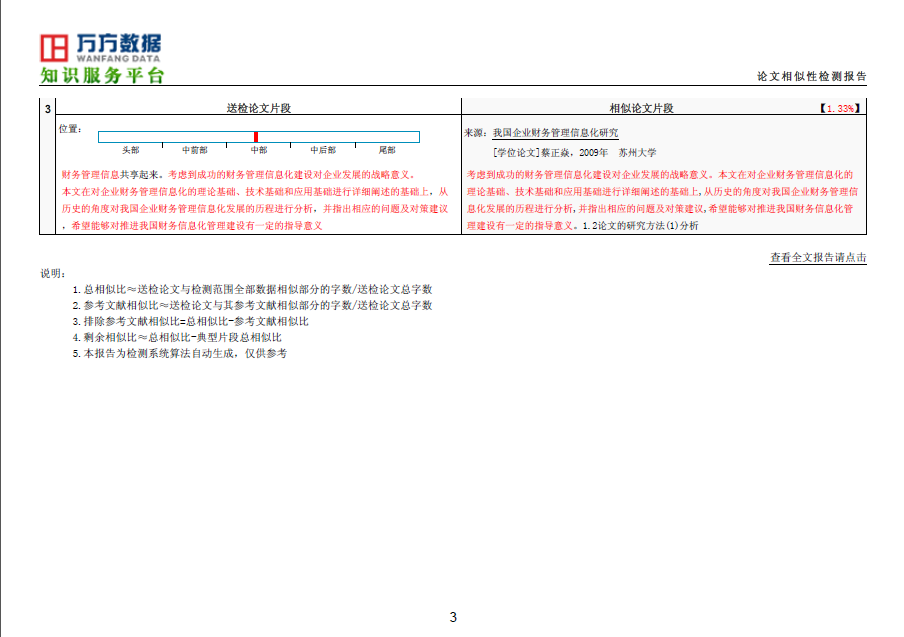 万方数据
WANFANG DATA
知识服务平台
论文相似性检测报告
3 送检论文片段 相似论文片段 【1.33%】
位置：
头部 中前部 中部 中后部 尾部
财务管理信息共享起来。考虑到成功的财务管理信息化建设对企业发展的战略意义。
本文在对企业财务管理信息化的理论基础、技术基础和应用基础进行详细阐述的基础上，从
历史的角度对我国企业财务管理信息化发展的历程进行分析，并指出相应的问题及对策建议
，希望能够对推进我国财务信息化管理建设有一定的指导意义
来源：我国企业财务管理信息化研究
[学位论文]蔡正焱，2009年 苏州大学
考虑到成功的财务管理信息化建设对企业发展的战略意义。本文在对企业财务管理信息化的
理论基础、技术基础和应用基础进行详细阐述的基础上,从历史的角度对我国企业财务管理信
息化发展的历程进行分析,并指出相应的问题及对策建议,希望能够对推进我国财务信息化管
理建设有一定的指导意义。1.2论文的研究方法(1)分析
查看全文报告请点击
说明：
1.总相似比≈送检论文与检测范围全部数据相似部分的字数/送检论文总字数
2.参考文献相似比≈送检论文与其参考文献相似部分的字数/送检论文总字数
3.排除参考文献相似比=总相似比-参考文献相似比
4.剩余相似比≈总相似比-典型片段总相似比
5.本报告为检测系统算法自动生成，仅供参考
3